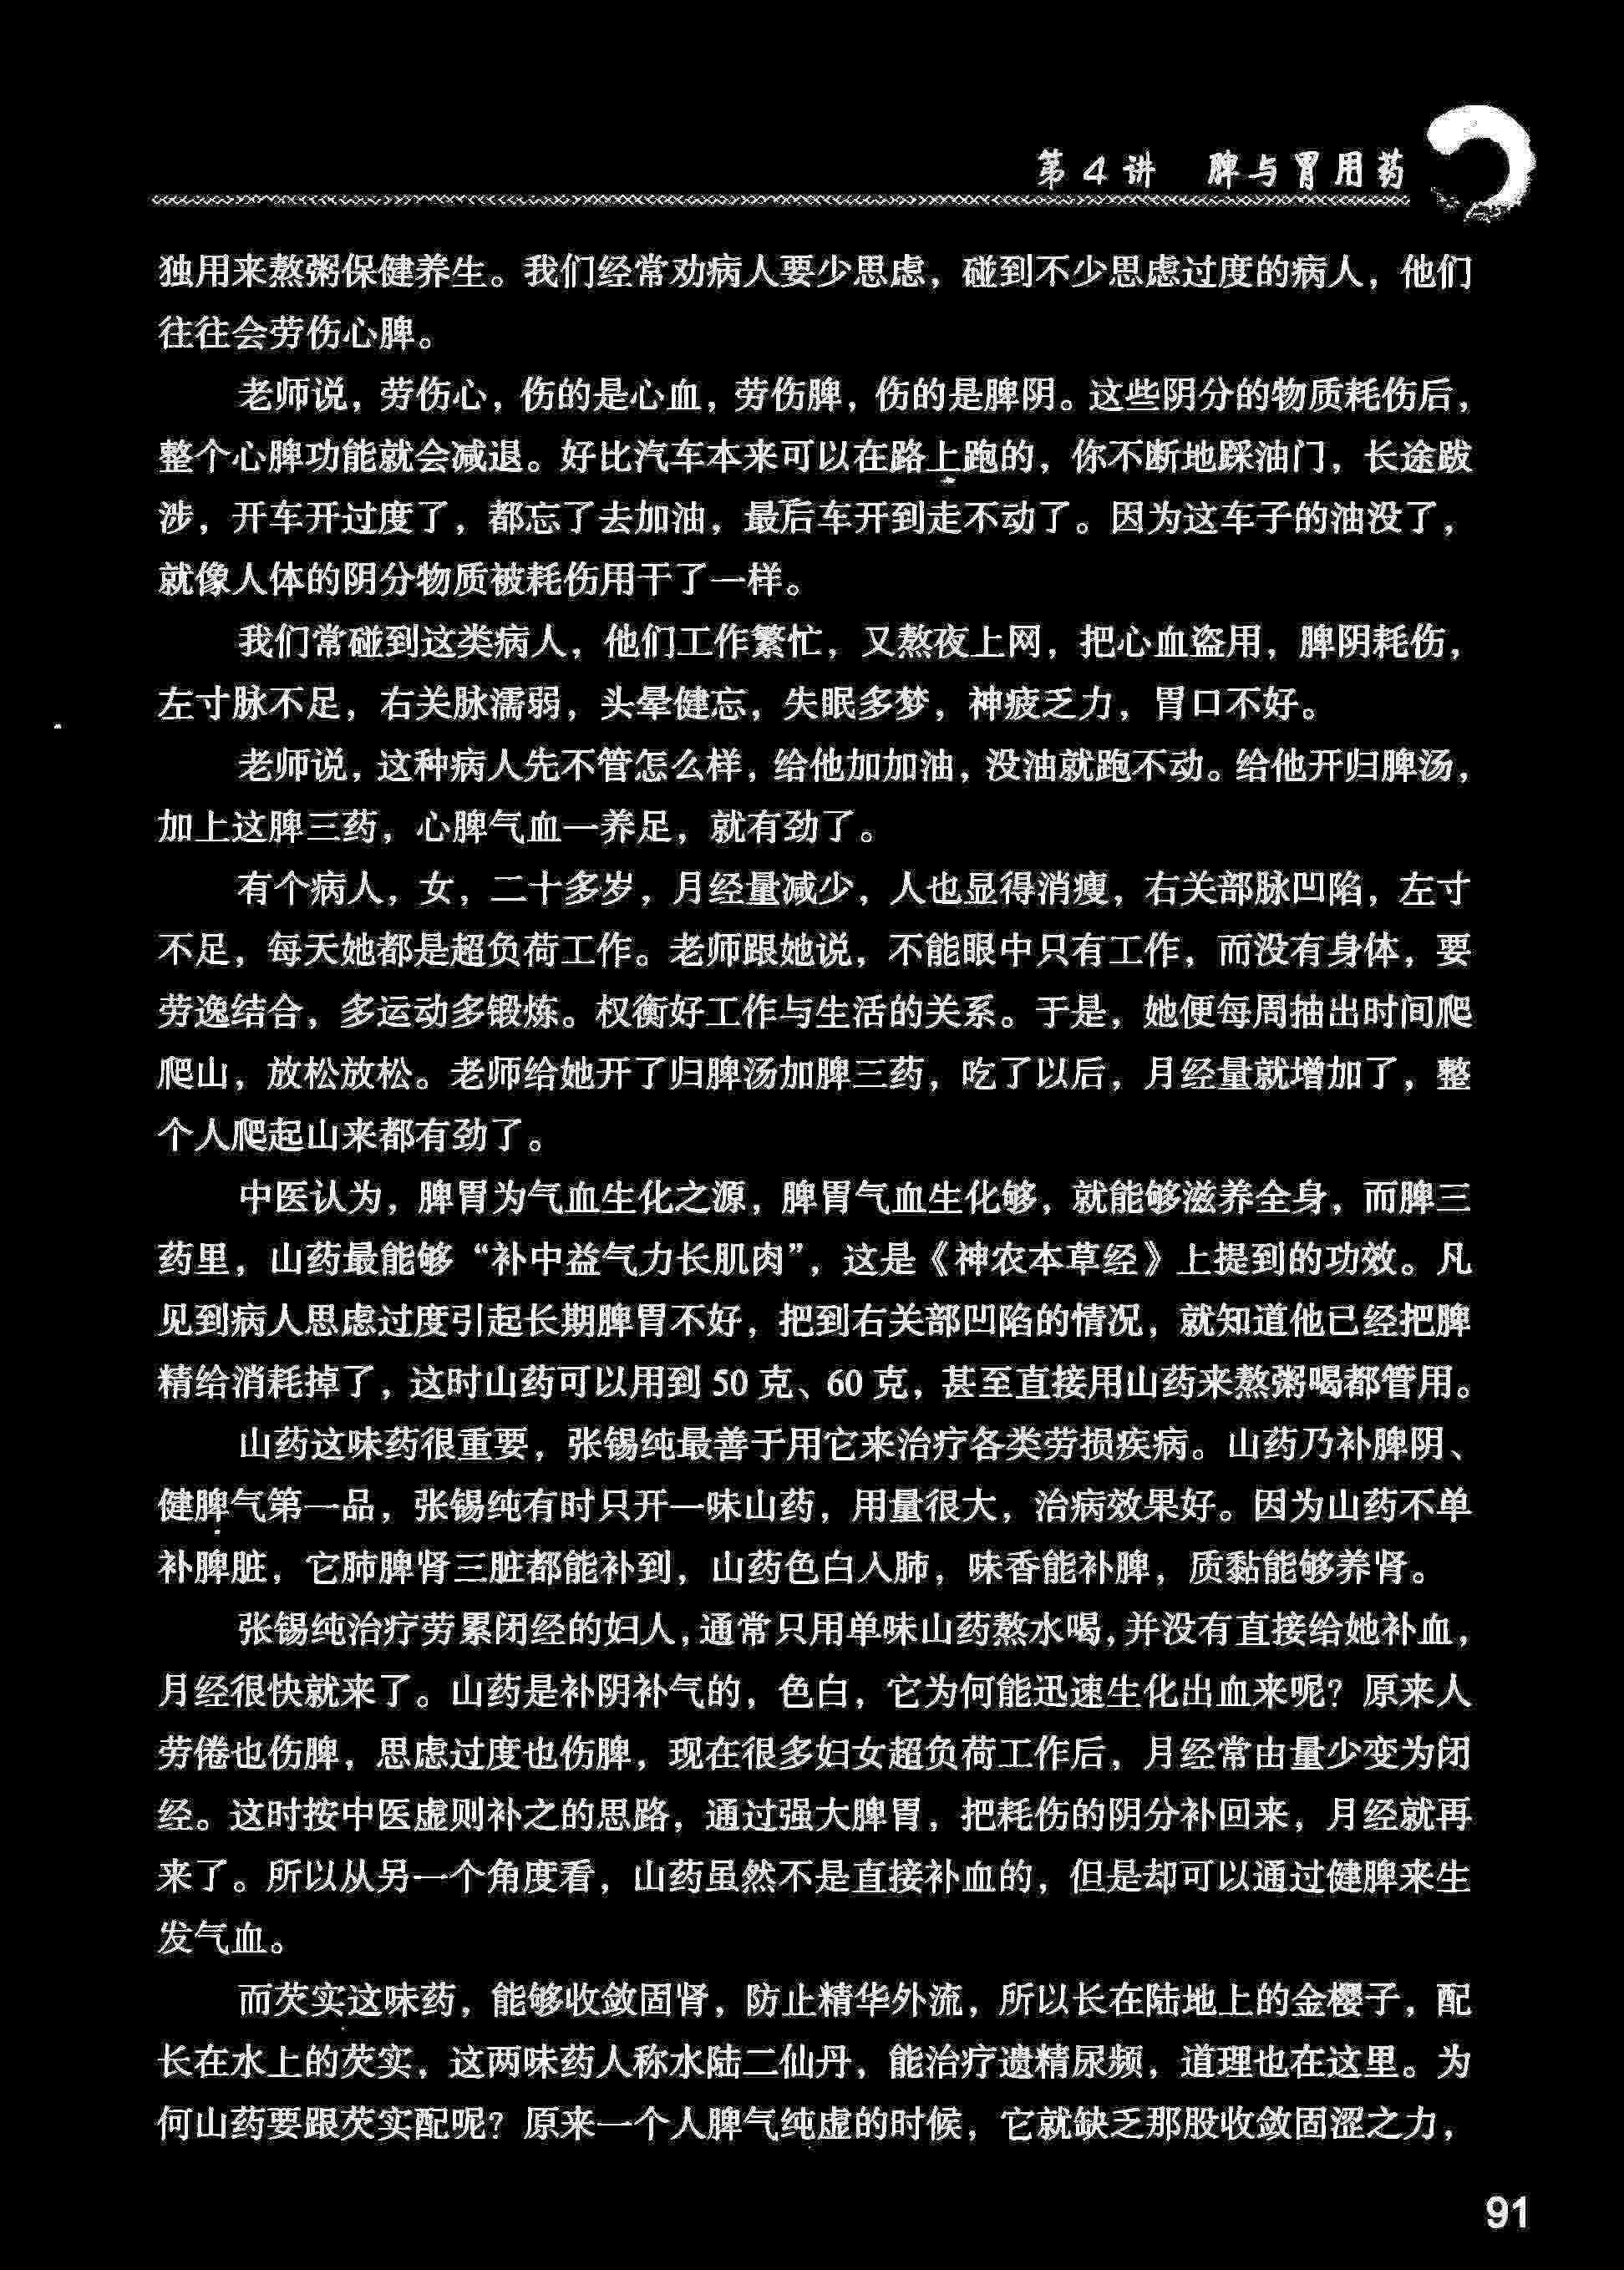 第4讲 脾与胃用药
独用来熬粥保健养生。我们经常劝病人要少思虑，碰到不少思虑过度的病人，他们
往往会劳伤心脾。
老师说，劳伤心，伤的是心血，劳伤脾，伤的是脾阴。这些阴分的物质耗伤后，
整个心脾功能就会减退。好比汽车本来可以在路上跑的，你不断地踩油门，长途跋
涉，开车开过度了，都忘了去加油，最后车开到走不动了。因为这车子的油没了，
就像人体的阴分物质被耗伤用干了一样。
我们常碰到这类病人，他们工作繁忙，又熬夜上网，把心血盗用，脾阴耗伤，
左寸脉不足，右关脉濡弱，头晕健忘，失眠多梦，神疲乏力，胃口不好。
老师说，这种病人先不管怎么样，给他加加油，没油就跑不动。给他开归脾汤，
加上这脾三药，心脾气血一养足，就有劲了。
有个病人，女，二十多岁，月经量减少，人也显得消瘦，右关部脉凹陷，左寸
不足，每天她都是超负荷工作。老师跟她说，不能眼中只有工作，而没有身体，要
劳逸结合，多运动多锻炼。权衡好工作与生活的关系。于是，她便每周抽出时间爬
爬山，放松放松。老师给她开了归脾汤加脾三药，吃了以后，月经量就增加了，整
个人爬起山来都有劲了。
中医认为，脾胃为气血生化之源，脾胃气血生化够，就能够滋养全身，而脾三
药里，山药最能够“补中益气力长肌肉”，这是《神农本草经》上提到的功效。凡
见到病人思虑过度引起长期脾胃不好，把到右关部凹陷的情况，就知道他已经把脾
精给消耗掉了，这时山药可以用到50克、60克，甚至直接用山药来熬粥喝都管用。
山药这味药很重要，张锡纯最善于用它来治疗各类劳损疾病。山药乃补脾阴、
健脾气第一品，张锡纯有时只开一味山药，用量很大，治病效果好。因为山药不单
补脾脏，它肺脾肾三脏都能补到，山药色白入肺，味香能补脾，质黏能够养肾。
张锡纯治疗劳累闭经的妇人，通常只用单味山药熬水喝，并没有直接给她补血，
月经很快就来了。山药是补阴补气的，色白，它为何能迅速生化出血来呢？原来人
劳倦也伤脾，思虑过度也伤脾，现在很多妇女超负荷工作后，月经常由量少变为闭
经。这时按中医虚则补之的思路，通过强大脾胃，把耗伤的阴分补回来，月经就再
来了。所以从另一个角度看，山药虽然不是直接补血的，但是却可以通过健脾来生
发气血。
而芡实这味药，能够收敛固肾，防止精华外流，所以长在陆地上的金樱子，配
长在水上的芡实，这两味药人称水陆二仙丹，能治疗遗精尿频，道理也在这里。为
何山药要跟芡实配呢？原来一个人脾气纯虚的时候，它就缺乏那股收敛固涩之力，
91